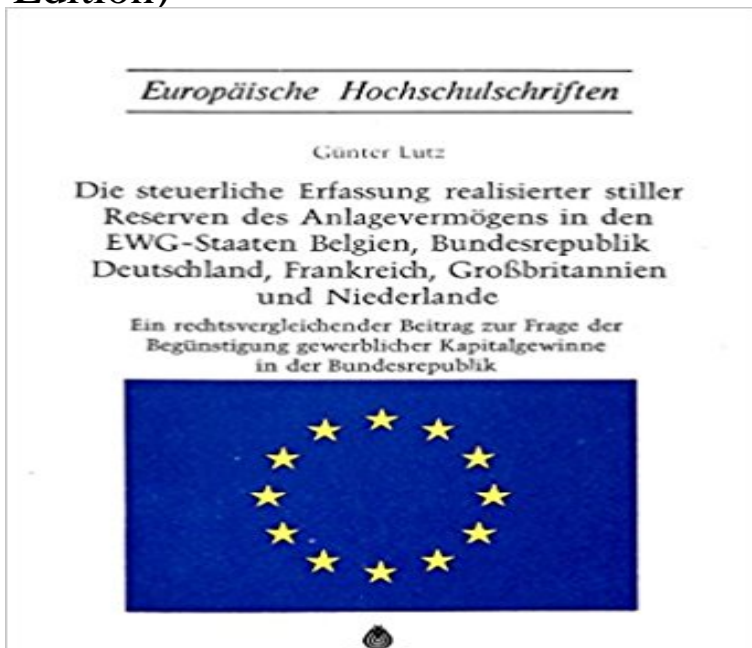 Edition)
Europäische Hochschulschriften
Günter Lutz
Die steuerliche Erfassung realisierter stiller
Reserven des Anlagevermögens in den
EWG-Staaten Belgien, Bundesrepublik
Deutschland, Frankreich, Großbritannien
und Niederlande
Ein rechtsvergleichender Beitrag zur Frage der
Begünstigung gewerblicher Kapitalgewinne
in der Bundesrepublik